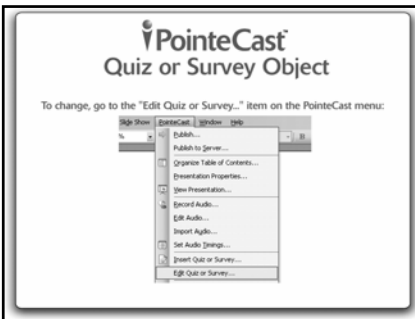 PointeCast
Quiz or Survey Object
To change, go to the "Edit Quiz or Survey..." item on the PointeCast menu:
Slide Show PointeCast Window Help
%
Publish...
Publish to Server...
Organize Table of Contents...
Presentation Properties...
View Presentation...
Record Audio...
Edit Audio...
Import Audio...
Set Audio Timings...
Insert Quiz or Survey...
Edit Quiz or Survey...